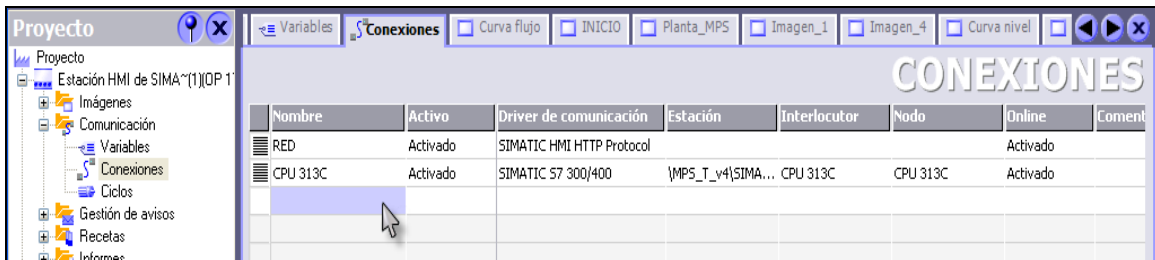 Proyecto
Variables Conexiones Curva flujo INICIO Planta_MPS Imagen_1 Imagen_4 Curva nivel
Proyecto
Estación HMI de SIMA~(1)(OP 1
Imágenes
Comunicación
Variables
Conexiones
Ciclos
Gestión de avisos
Recetas
Informes
CONEXIONES
Nombre Activo Driver de comunicación Estación Interlocutor Nodo Online Coment
RED Activado SIMATIC HMI HTTP Protocol Activado
CPU 313C Activado SIMATIC S7 300/400 \MPS_T_v4\SIMA... CPU 313C CPU 313C Activado